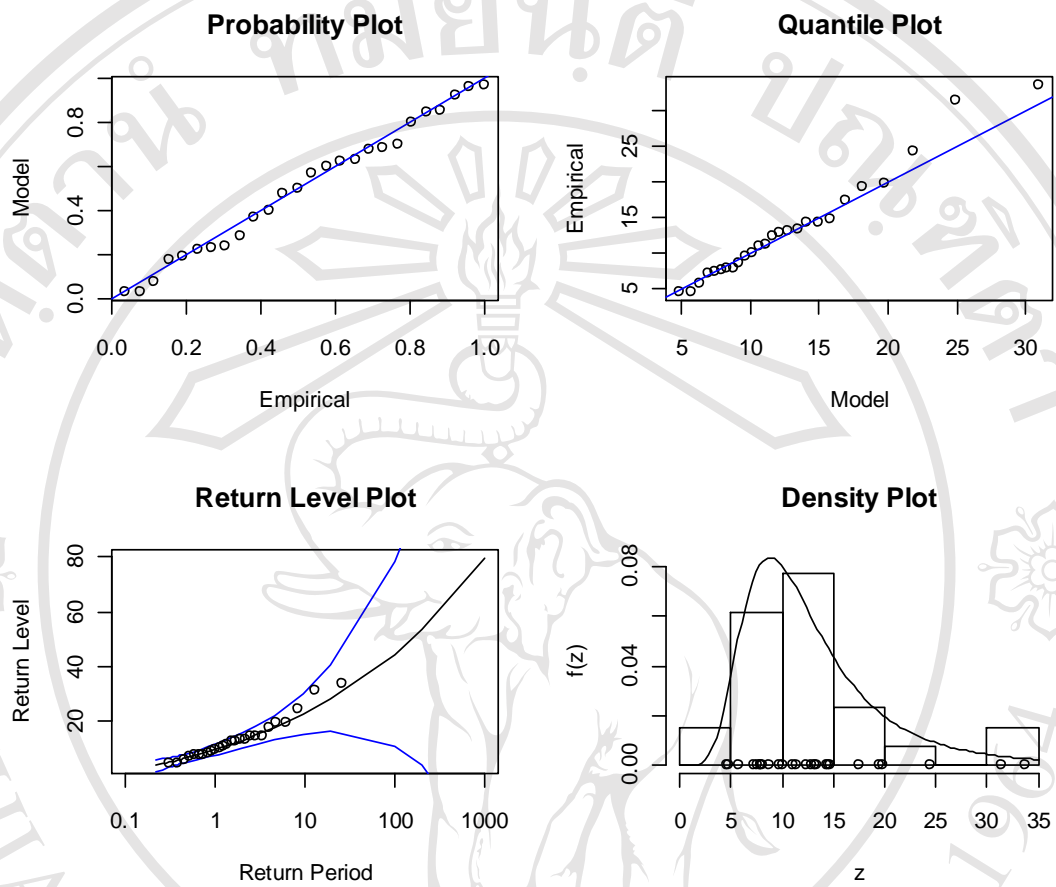 Probability Plot
Model
0.0 0.4 0.8
0.0 0.2 0.4 0.6 0.8 1.0
Empirical
Quantile Plot
Empirical
5 15 25
5 10 15 20 25 30
Model
Return Level Plot
Return Level
20 40 60 80
0.1 1 10 100 1000
Return Period
Density Plot
f(z)
0.00 0.04 0.08
0 5 10 15 20 25 30 35
z
1964